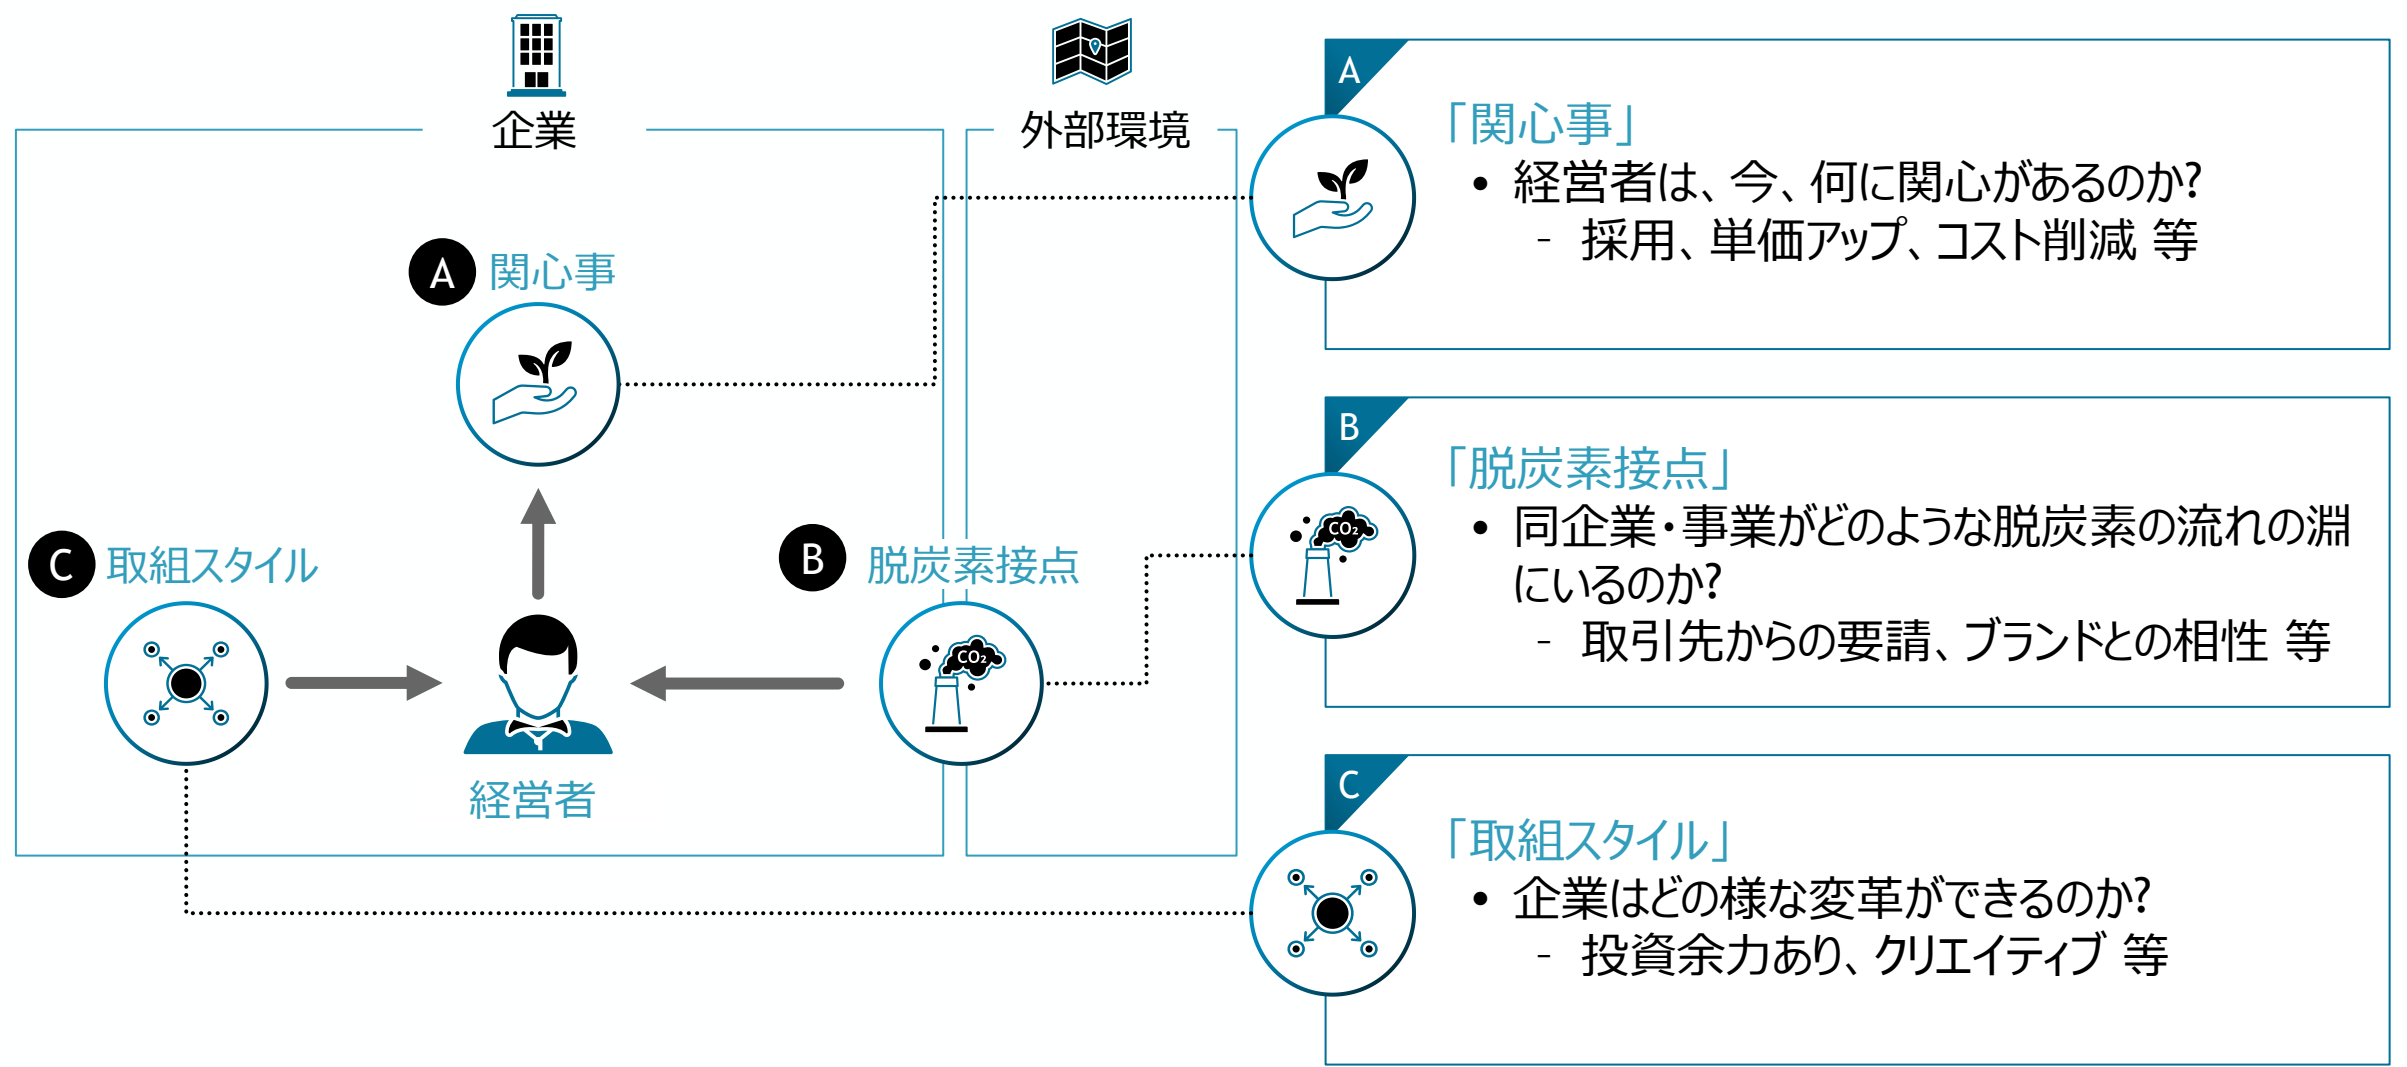 企業
外部環境
A 関心事
C 取組スタイル
B 脱炭素接点
CO₂
経営者
A
「関心事」
• 経営者は、今、何に関心があるのか?
- 採用、単価アップ、コスト削減 等
B
CO₂
「脱炭素接点」
• 同企業・事業がどのような脱炭素の流れの淵
にいるのか?
- 取引先からの要請、ブランドとの相性 等
C
「取組スタイル」
• 企業はどの様な変革ができるのか?
- 投資余力あり、クリエイティブ 等